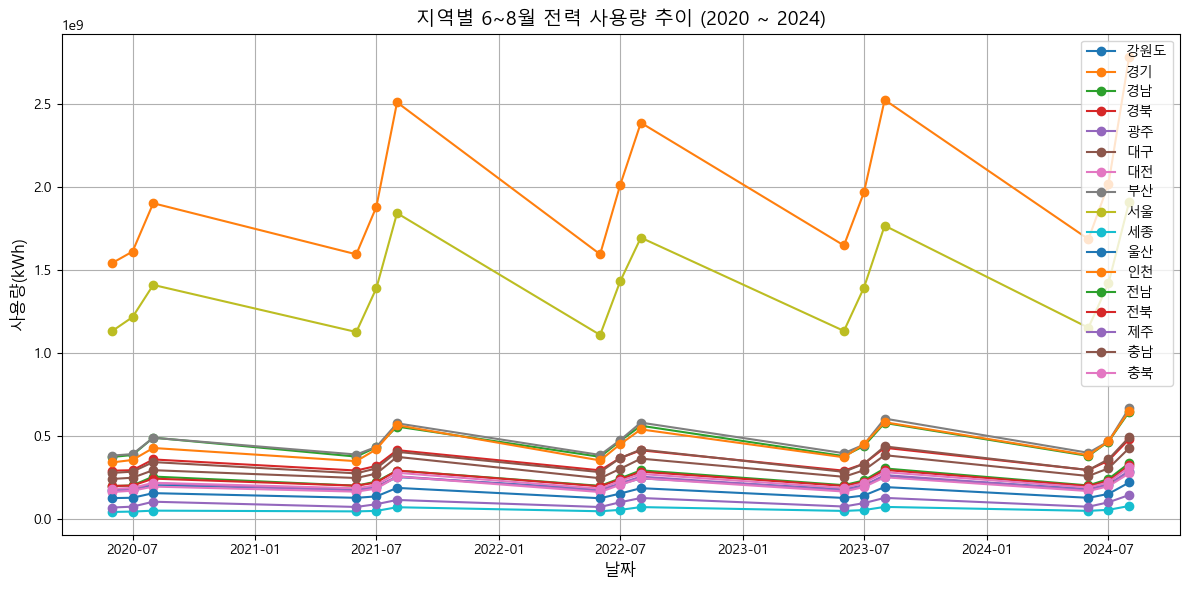 지역별 6~8월 전력 사용량 추이 (2020 ~ 2024)
1e9
사용량(kWh)
2.5
2.0
1.5
1.0
0.5
0.0
강원도
경기
경남
경북
광주
대구
대전
부산
서울
세종
울산
인천
전남
전북
제주
충남
충북
2020-07
2021-01
2021-07
2022-01
2022-07
2023-01
2023-07
2024-01
2024-07
날짜